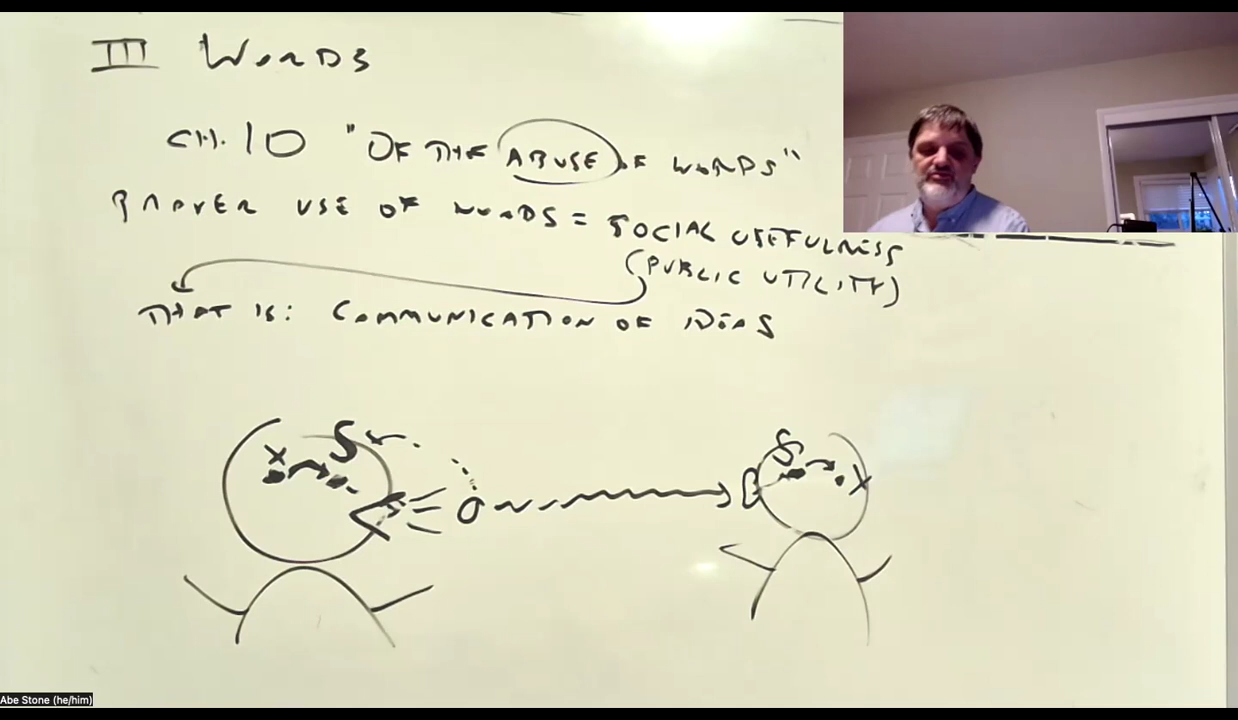 III WORDS
CH. 10 "OF THE ABUSE OF WORDS"
PROPER USE OF WORDS = SOCIAL USEFULNESS
(PUBLIC UTILITY)
THAT IS: COMMUNICATION OF IDEAS
X S
S X
Abe Stone (he/him)